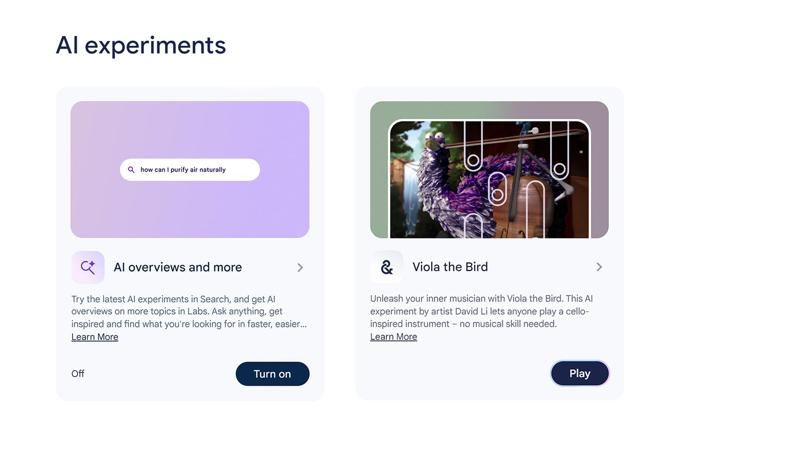 AI experiments
how can I purify air naturally
AI overviews and more
Try the latest AI experiments in Search, and get AI
overviews on more topics in Labs. Ask anything, get
inspired and find what you're looking for in faster, easier...
Learn More
Off
Turn on
&
Viola the Bird
Unleash your inner musician with Viola the Bird. This AI
experiment by artist David Li lets anyone play a cello-
inspired instrument – no musical skill needed.
Learn More
Play